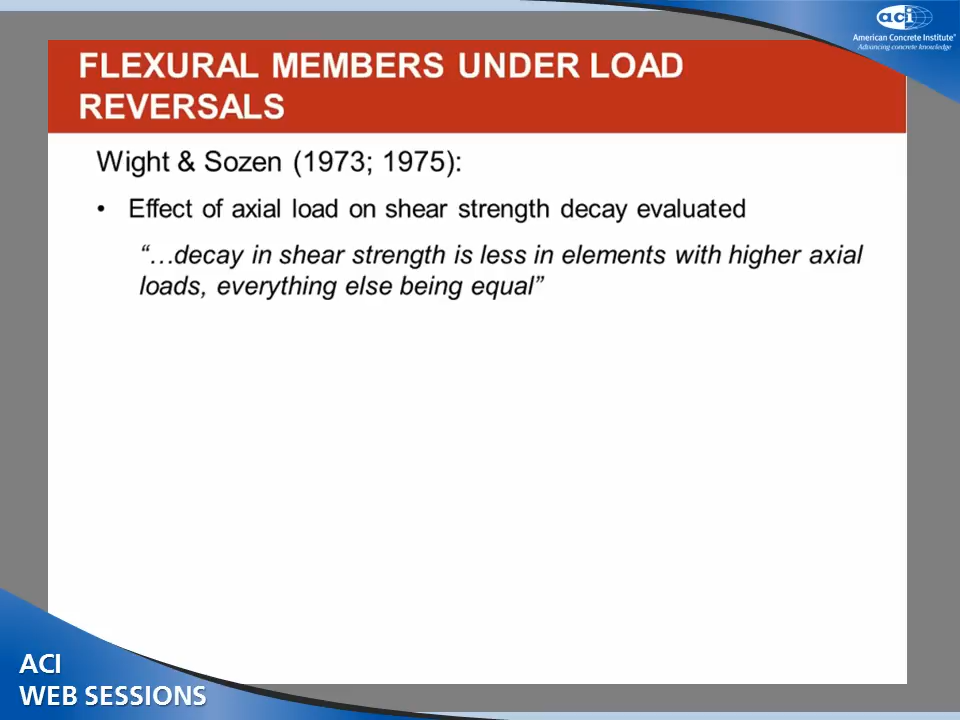 aci
American Concrete Institute®
Advancing concrete knowledge
FLEXURAL MEMBERS UNDER LOAD
REVERSALS
Wight & Sozen (1973; 1975):
• Effect of axial load on shear strength decay evaluated
“…decay in shear strength is less in elements with higher axial
loads, everything else being equal”
ACI
WEB SESSIONS